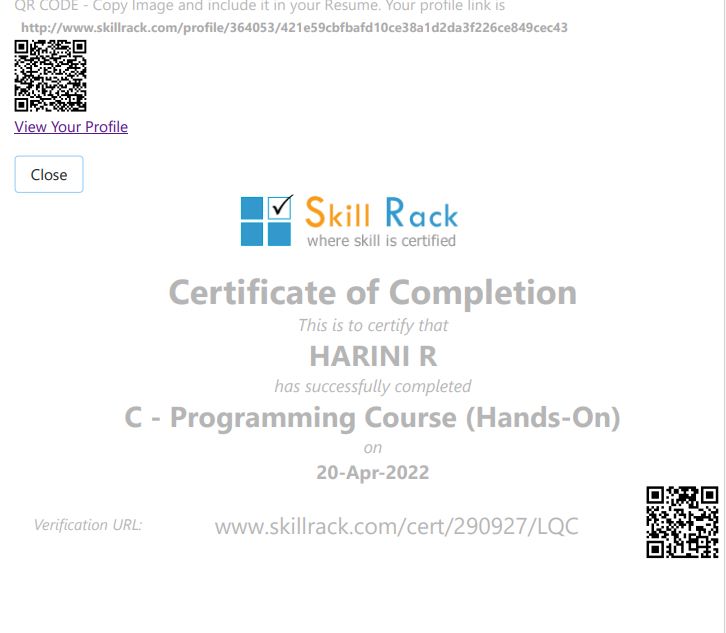 QR CODE - Copy Image and include it in your Resume. Your profile link is
http://www.skillrack.com/profile/364053/421e59cbfbafd10ce38a1d2da3f226ce849cec43
View Your Profile
Close
Skill Rack
where skill is certified
Certificate of Completion
This is to certify that
HARINI R
has successfully completed
C - Programming Course (Hands-On)
on
20-Apr-2022
Verification URL: www.skillrack.com/cert/290927/LQC